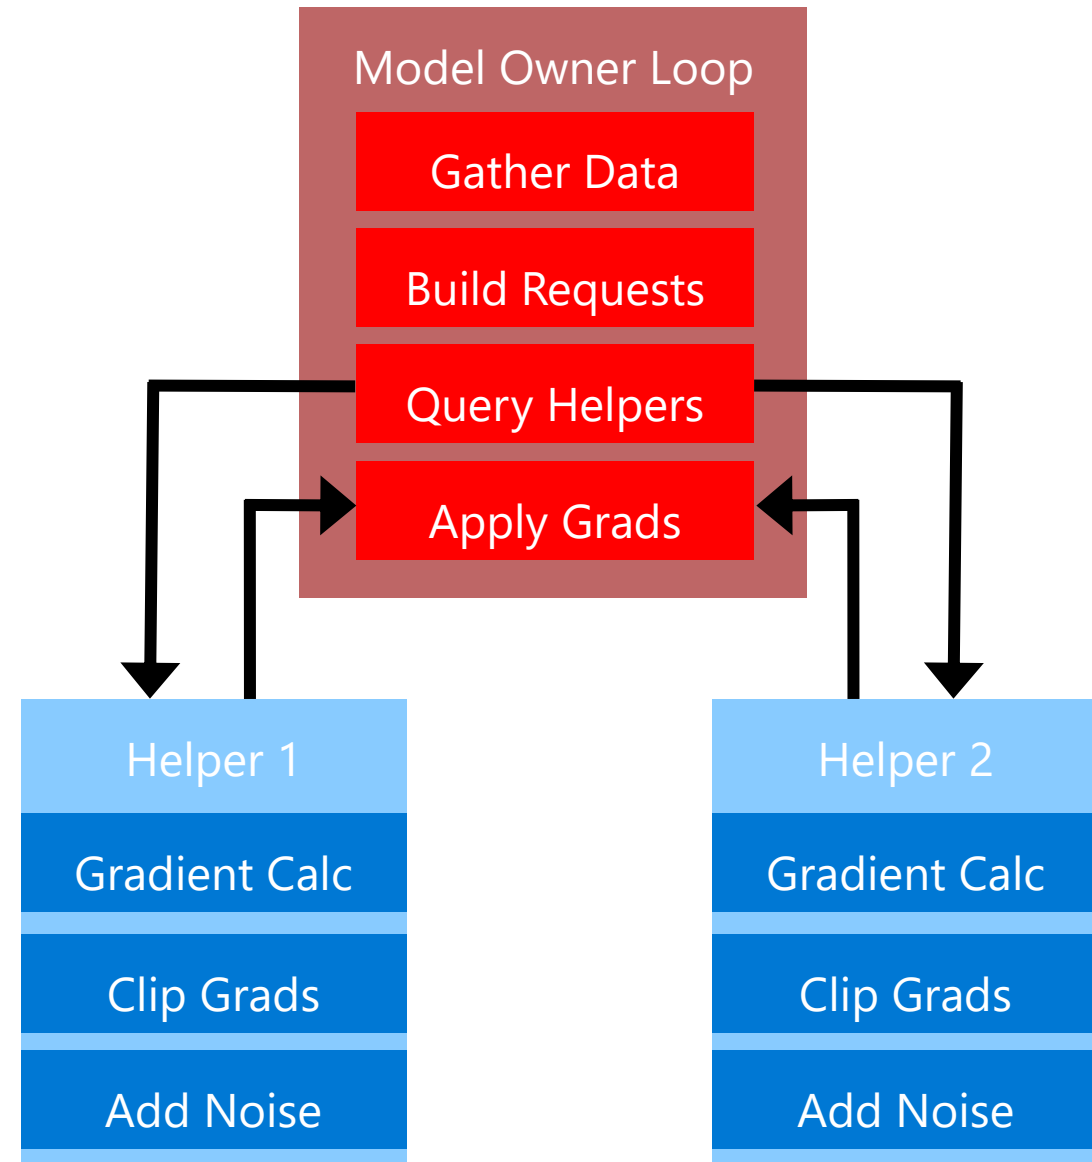 Model Owner Loop
Gather Data
Build Requests
Query Helpers
Apply Grads
Helper 1
Gradient Calc
Clip Grads
Add Noise
Helper 2
Gradient Calc
Clip Grads
Add Noise